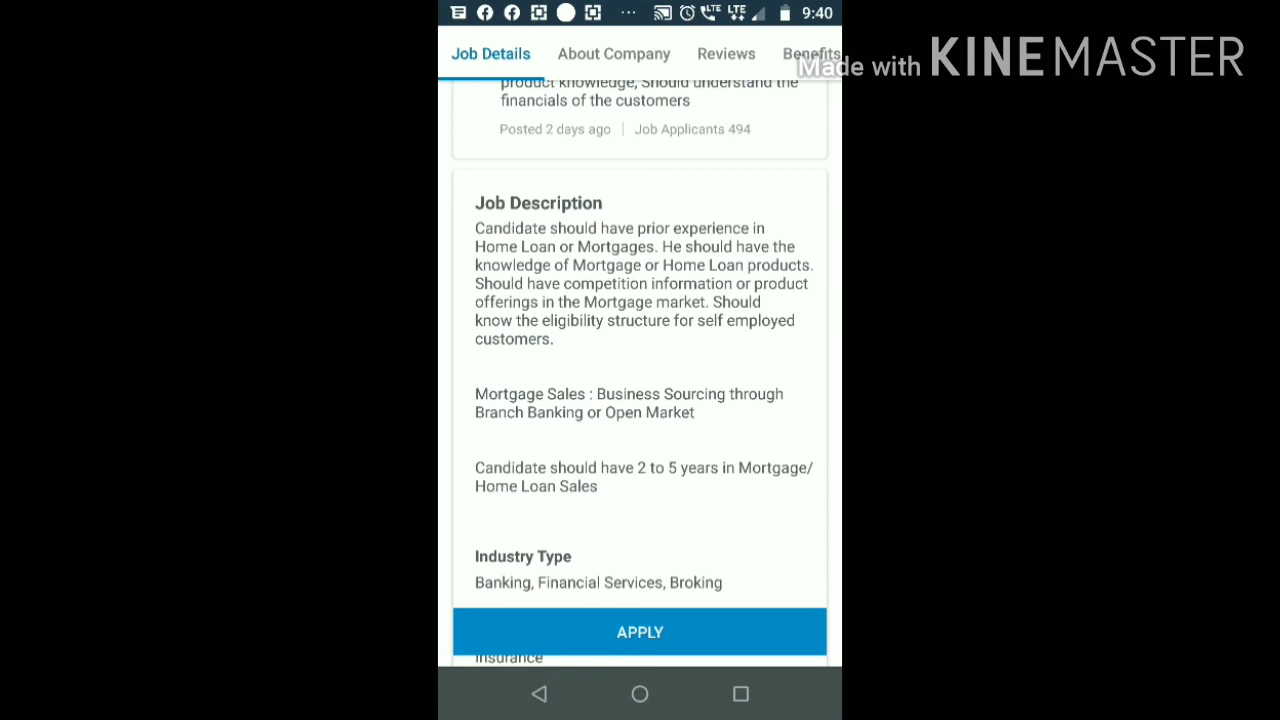 LTE LTE 9:40
Job Details About Company Reviews Benefits
Made with KINEMASTER
product knowledge, Should understand the
financials of the customers
Posted 2 days ago | Job Applicants 494
Job Description
Candidate should have prior experience in
Home Loan or Mortgages. He should have the
knowledge of Mortgage or Home Loan products.
Should have competition information or product
offerings in the Mortgage market. Should
know the eligibility structure for self employed
customers.
Mortgage Sales : Business Sourcing through
Branch Banking or Open Market
Candidate should have 2 to 5 years in Mortgage/
Home Loan Sales
Industry Type
Banking, Financial Services, Broking
APPLY
Insurance